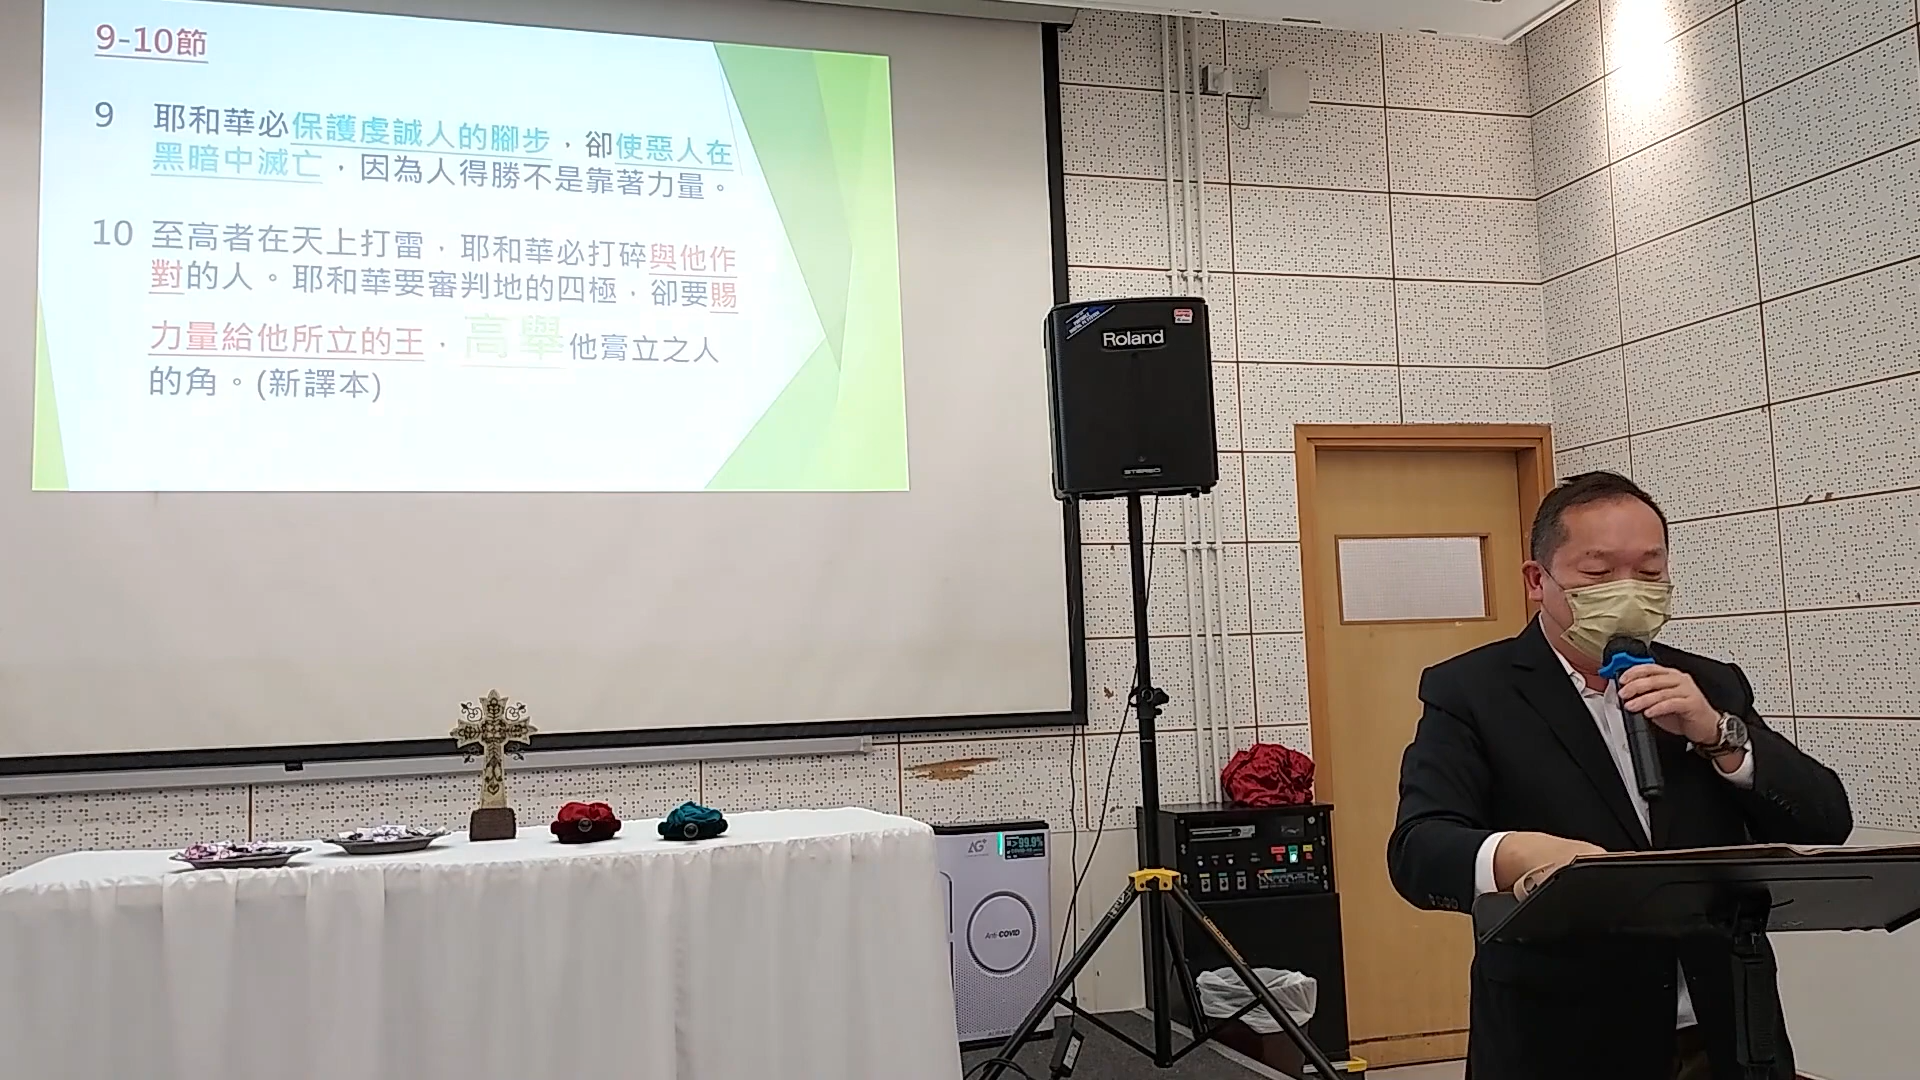 9-10節
9 耶和華必保護虔誠人的腳步，卻使惡人在
黑暗中滅亡，因為人得勝不是靠著力量。
10 至高者在天上打雷，耶和華必打碎與他作
對的人。耶和華要審判地的四極，卻要賜
力量給他所立的王，高舉他膏立之人
的角。(新譯本)
Roland
STEREO
AG+
>99.9%
Anti-COVID